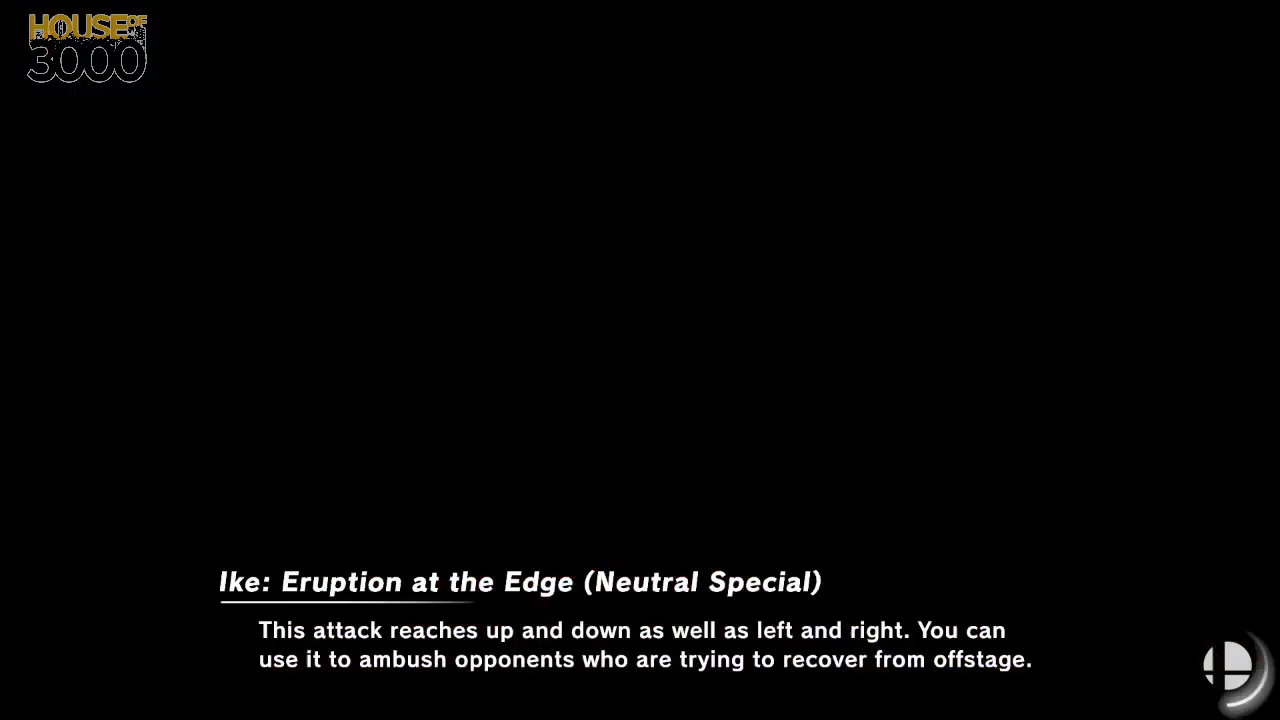 HOUSE OF
3000
Ike: Eruption at the Edge (Neutral Special)
This attack reaches up and down as well as left and right. You can
use it to ambush opponents who are trying to recover from offstage.